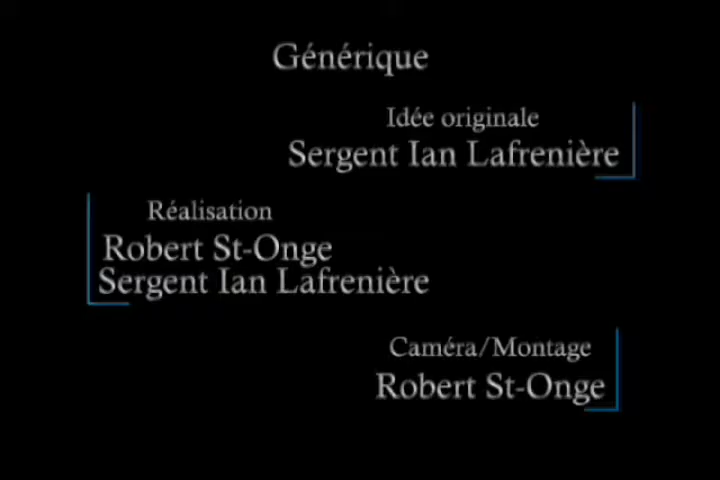 Générique
Idée originale
Sergent Ian Lafrenière
Réalisation
Robert St-Onge
Sergent Ian Lafrenière
Caméra/Montage
Robert St-Onge